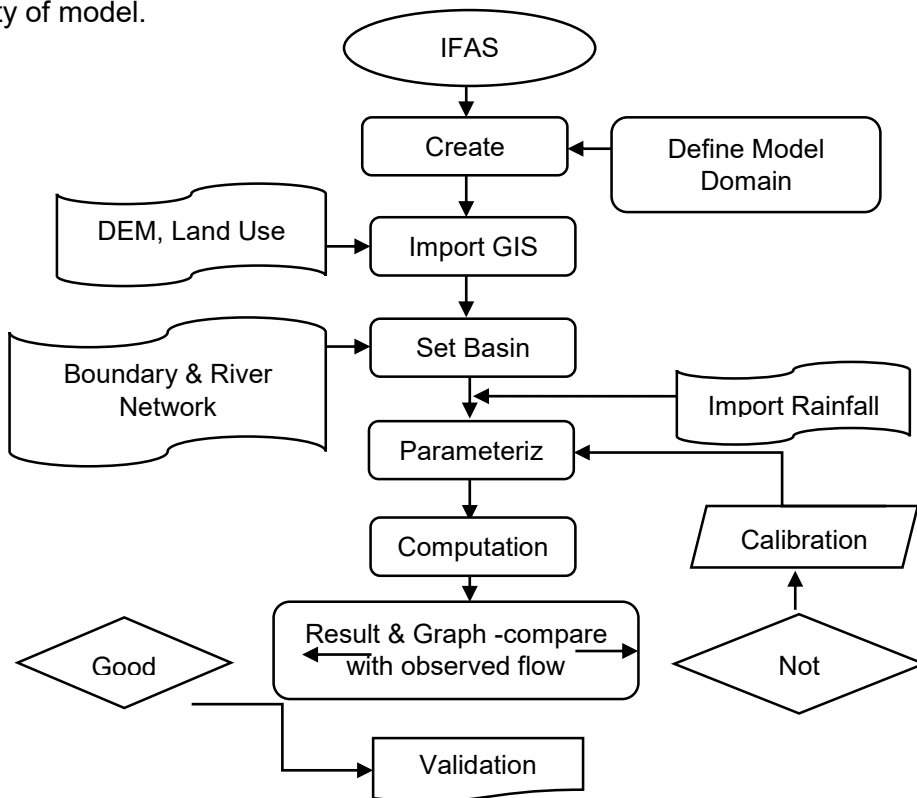 ty of model.
IFAS
Create
Define Model
Domain
DEM, Land Use
Import GIS
Set Basin
Boundary & River
Network
Import Rainfall
Parameteriz
Computation
Calibration
Result & Graph -compare
with observed flow
Good
Not
Validation